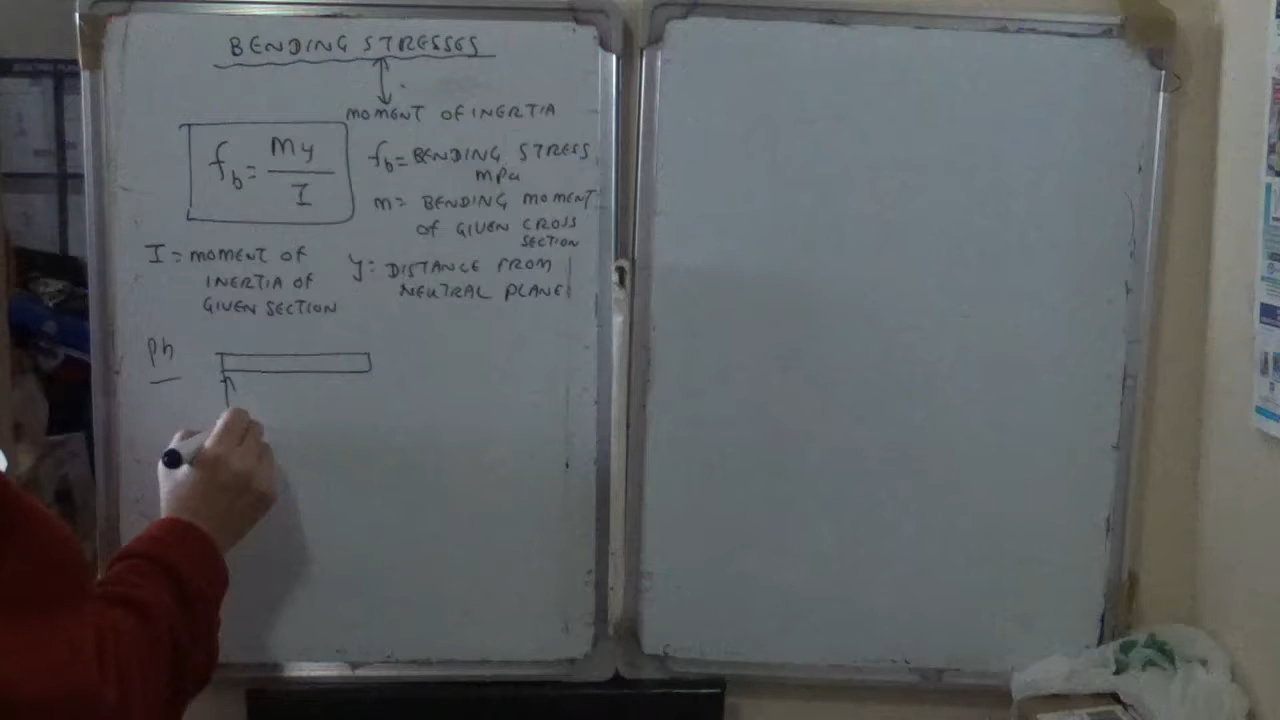 BENDING STRESSES
MOMENT OF INERTIA
fb = My / I
fb = BENDING STRESS,
mPa
m = BENDING MOMENT
OF GIVEN CROSS
SECTION
I = MOMENT OF
INERTIA OF
GIVEN SECTION
y = DISTANCE FROM
NEUTRAL PLANE